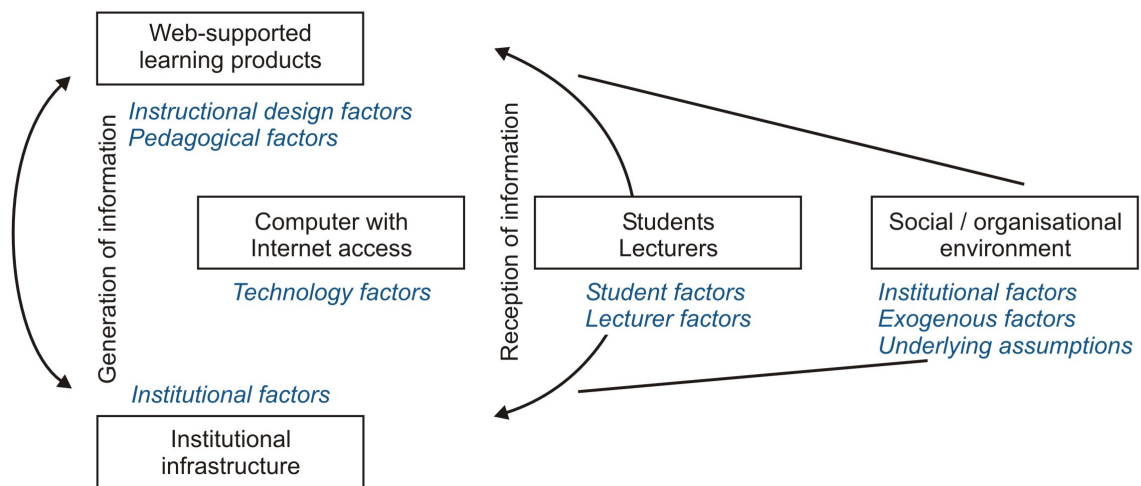 Web-supported
learning products
Instructional design factors
Pedagogical factors
Generation of information
Computer with
Internet access
Technology factors
Reception of information
Students
Lecturers
Student factors
Lecturer factors
Social / organisational
environment
Institutional factors
Exogenous factors
Underlying assumptions
Institutional factors
Institutional
infrastructure